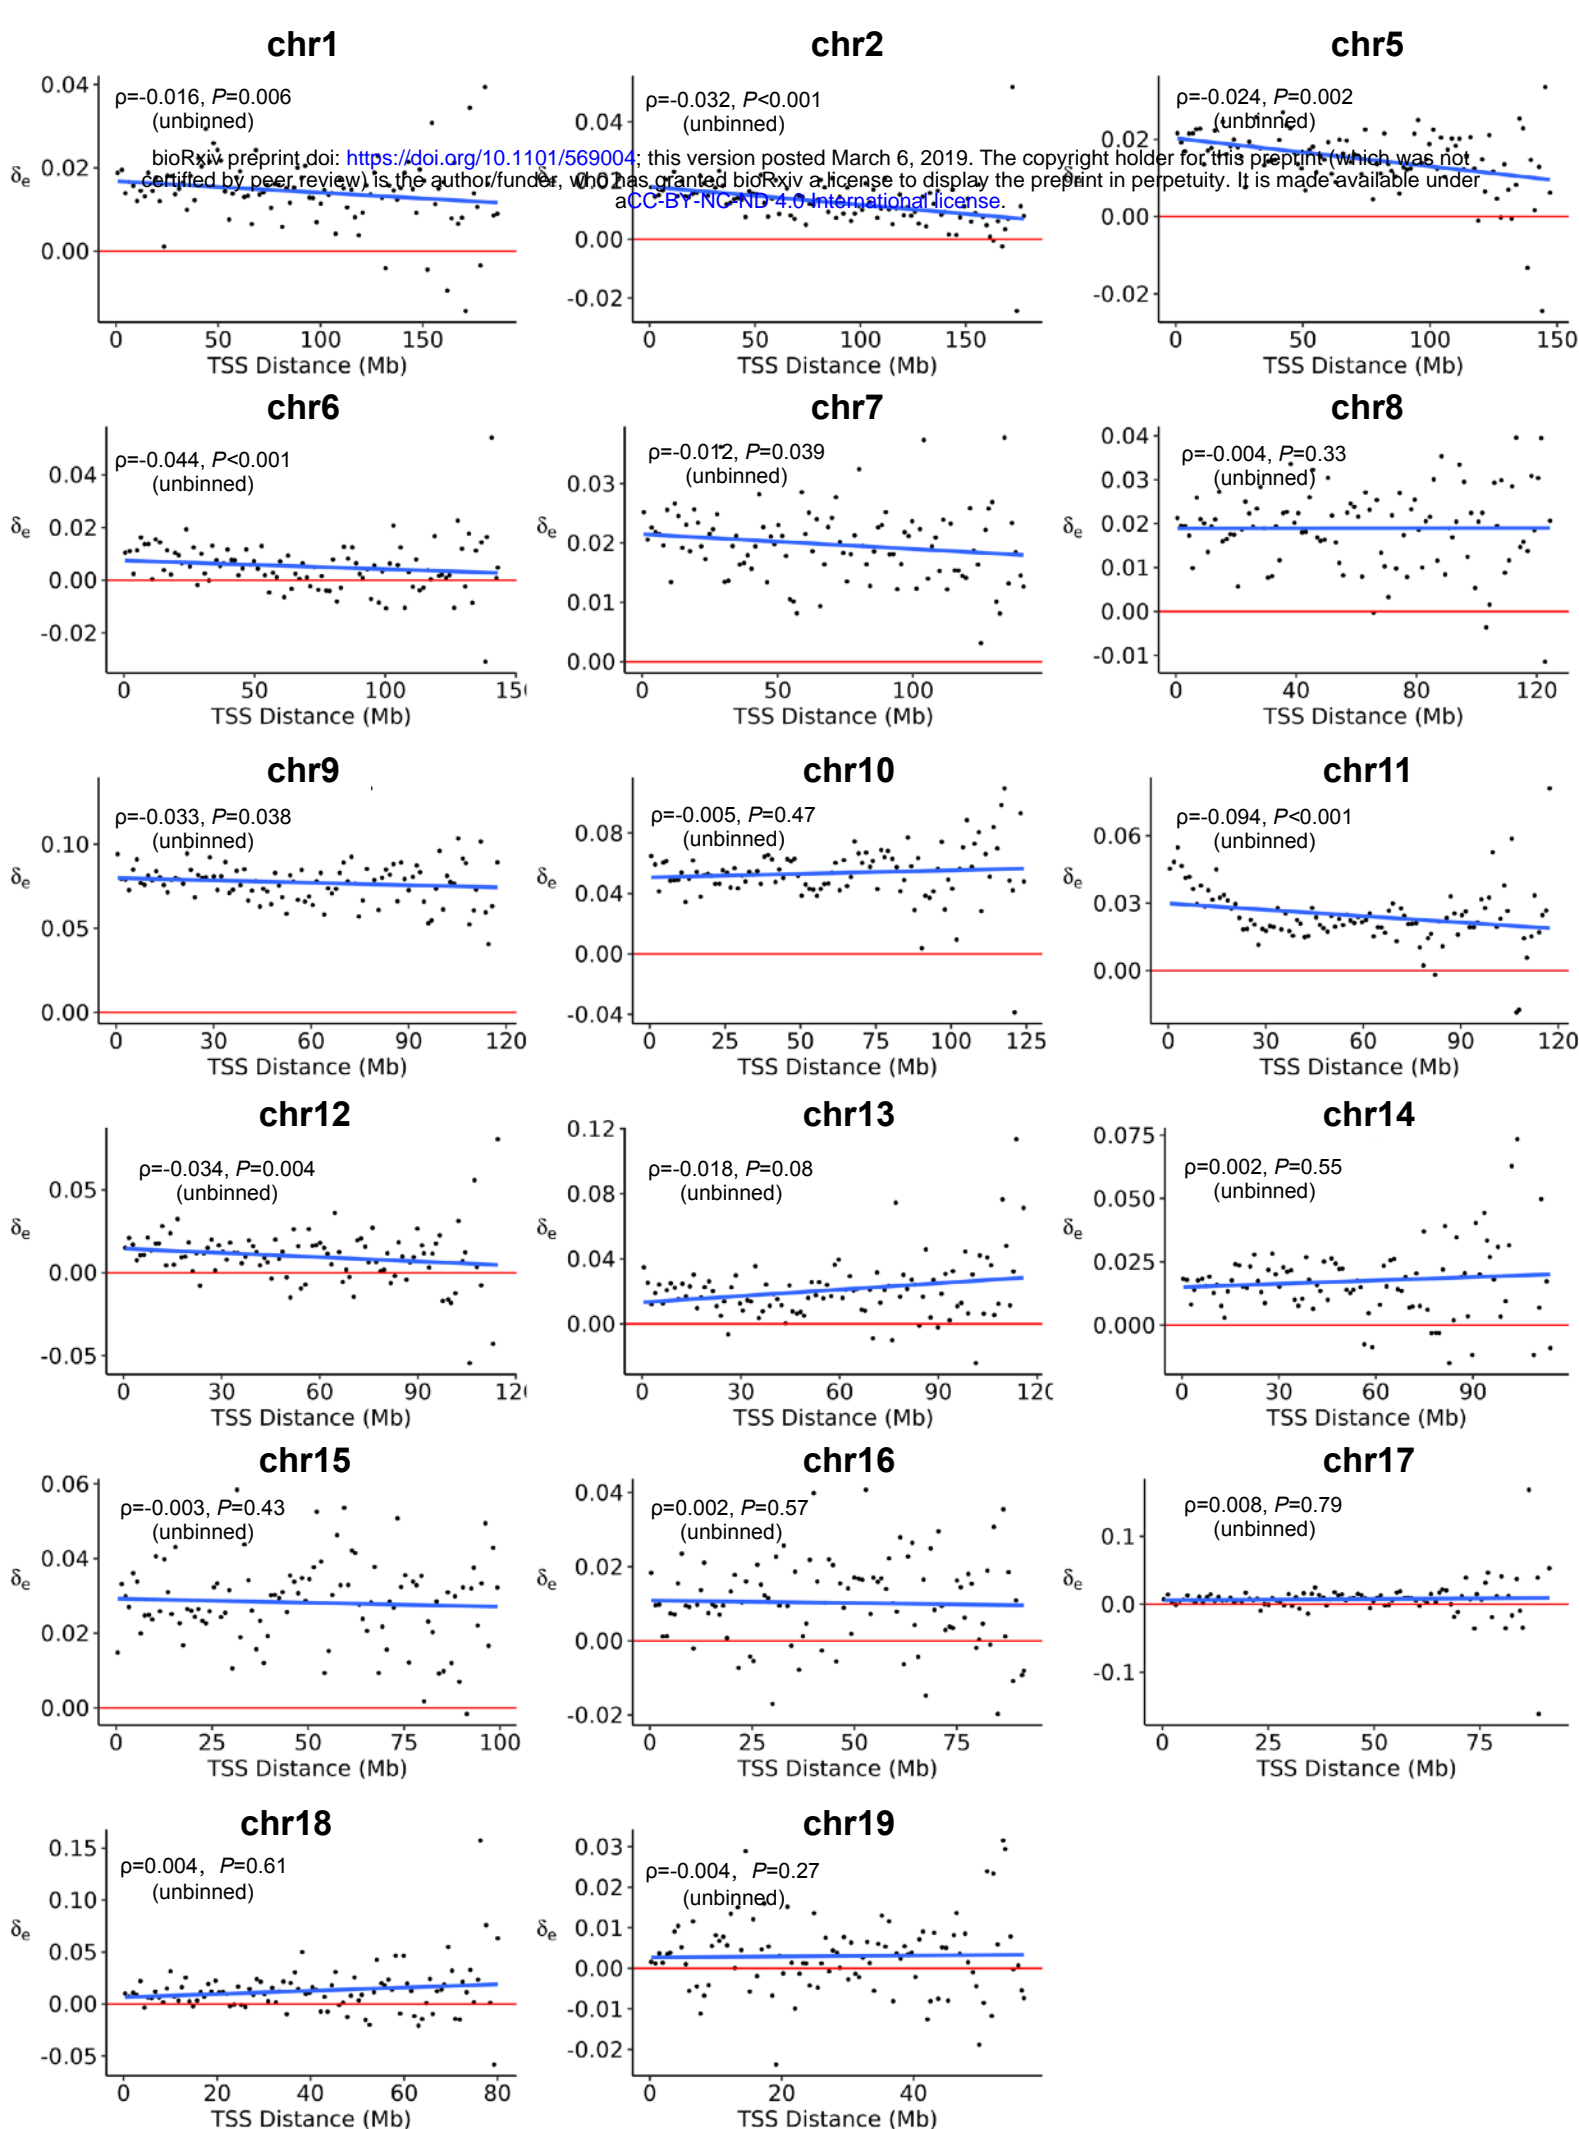 chr1
chr2
chr5
0.04
0.02
0.00
δe
ρ=-0.016, P=0.006
(unbinned)
0 50 100 150
TSS Distance (Mb)
0.04
0.02
0.00
-0.02
δe
ρ=-0.032, P<0.001
(unbinned)
0 50 100 150
TSS Distance (Mb)
0.02
0.00
-0.02
δe
ρ=-0.024, P=0.002
(unbinned)
0 50 100 150
TSS Distance (Mb)
bioRxiv preprint doi: https://doi.org/10.1101/569004; this version posted March 6, 2019. The copyright holder for this preprint (which was not
certified by peer review) is the author/funder, who has granted bioRxiv a license to display the preprint in perpetuity. It is made available under
aCC-BY-NC-ND 4.0 International license.
chr6
chr7
chr8
0.04
0.02
0.00
-0.02
δe
ρ=-0.044, P<0.001
(unbinned)
0 50 100
TSS Distance (Mb)
0.03
0.02
0.01
0.00
δe
ρ=-0.012, P=0.039
(unbinned)
0 50 100
TSS Distance (Mb)
0.04
0.03
0.02
0.01
0.00
-0.01
δe
ρ=-0.004, P=0.33
(unbinned)
0 40 80 120
TSS Distance (Mb)
chr9
chr10
chr11
0.10
0.05
0.00
δe
ρ=-0.033, P=0.038
(unbinned)
0 30 60 90 120
TSS Distance (Mb)
0.08
0.04
0.00
-0.04
δe
ρ=-0.005, P=0.47
(unbinned)
0 25 50 75 100 125
TSS Distance (Mb)
0.06
0.03
0.00
δe
ρ=-0.094, P<0.001
(unbinned)
0 30 60 90 120
TSS Distance (Mb)
chr12
chr13
chr14
0.05
0.00
-0.05
δe
ρ=-0.034, P=0.004
(unbinned)
0 30 60 90
TSS Distance (Mb)
0.12
0.08
0.04
0.00
δe
ρ=-0.018, P=0.08
(unbinned)
0 30 60 90
TSS Distance (Mb)
0.075
0.050
0.025
0.000
δe
ρ=0.002, P=0.55
(unbinned)
0 30 60 90
TSS Distance (Mb)
chr15
chr16
chr17
0.06
0.04
0.02
0.00
δe
ρ=-0.003, P=0.43
(unbinned)
0 25 50 75 100
TSS Distance (Mb)
0.04
0.02
0.00
-0.02
δe
ρ=0.002, P=0.57
(unbinned)
0 25 50 75
TSS Distance (Mb)
0.1
0.0
-0.1
δe
ρ=0.008, P=0.79
(unbinned)
0 25 50 75
TSS Distance (Mb)
chr18
chr19
0.15
0.10
0.05
0.00
-0.05
δe
ρ=0.004, P=0.61
(unbinned)
0 20 40 60 80
TSS Distance (Mb)
0.03
0.02
0.01
0.00
-0.01
-0.02
δe
ρ=-0.004, P=0.27
(unbinned)
0 20 40
TSS Distance (Mb)